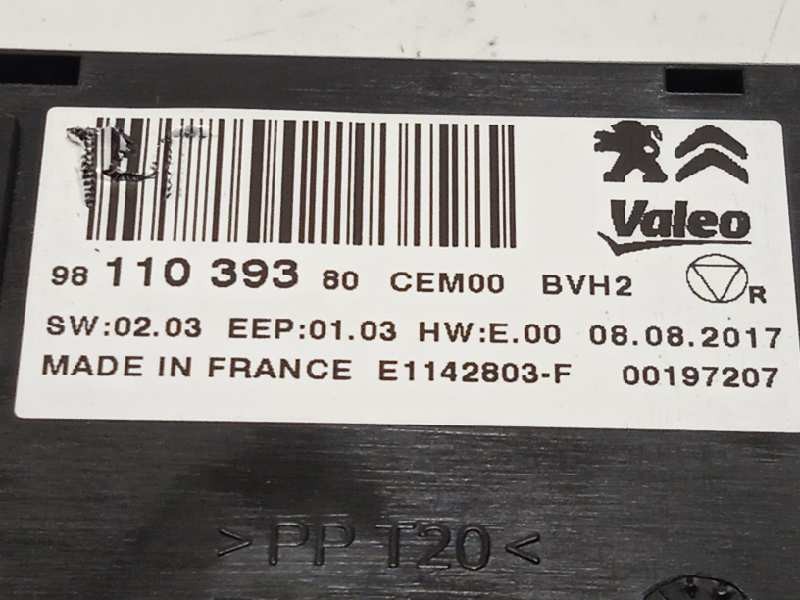 Valeo
98 110 393 80 CEM00 BVH2 R
SW:02.03 EEP:01.03 HW:E.00 08.08.2017
MADE IN FRANCE E1142803-F 00197207
>PP T20<